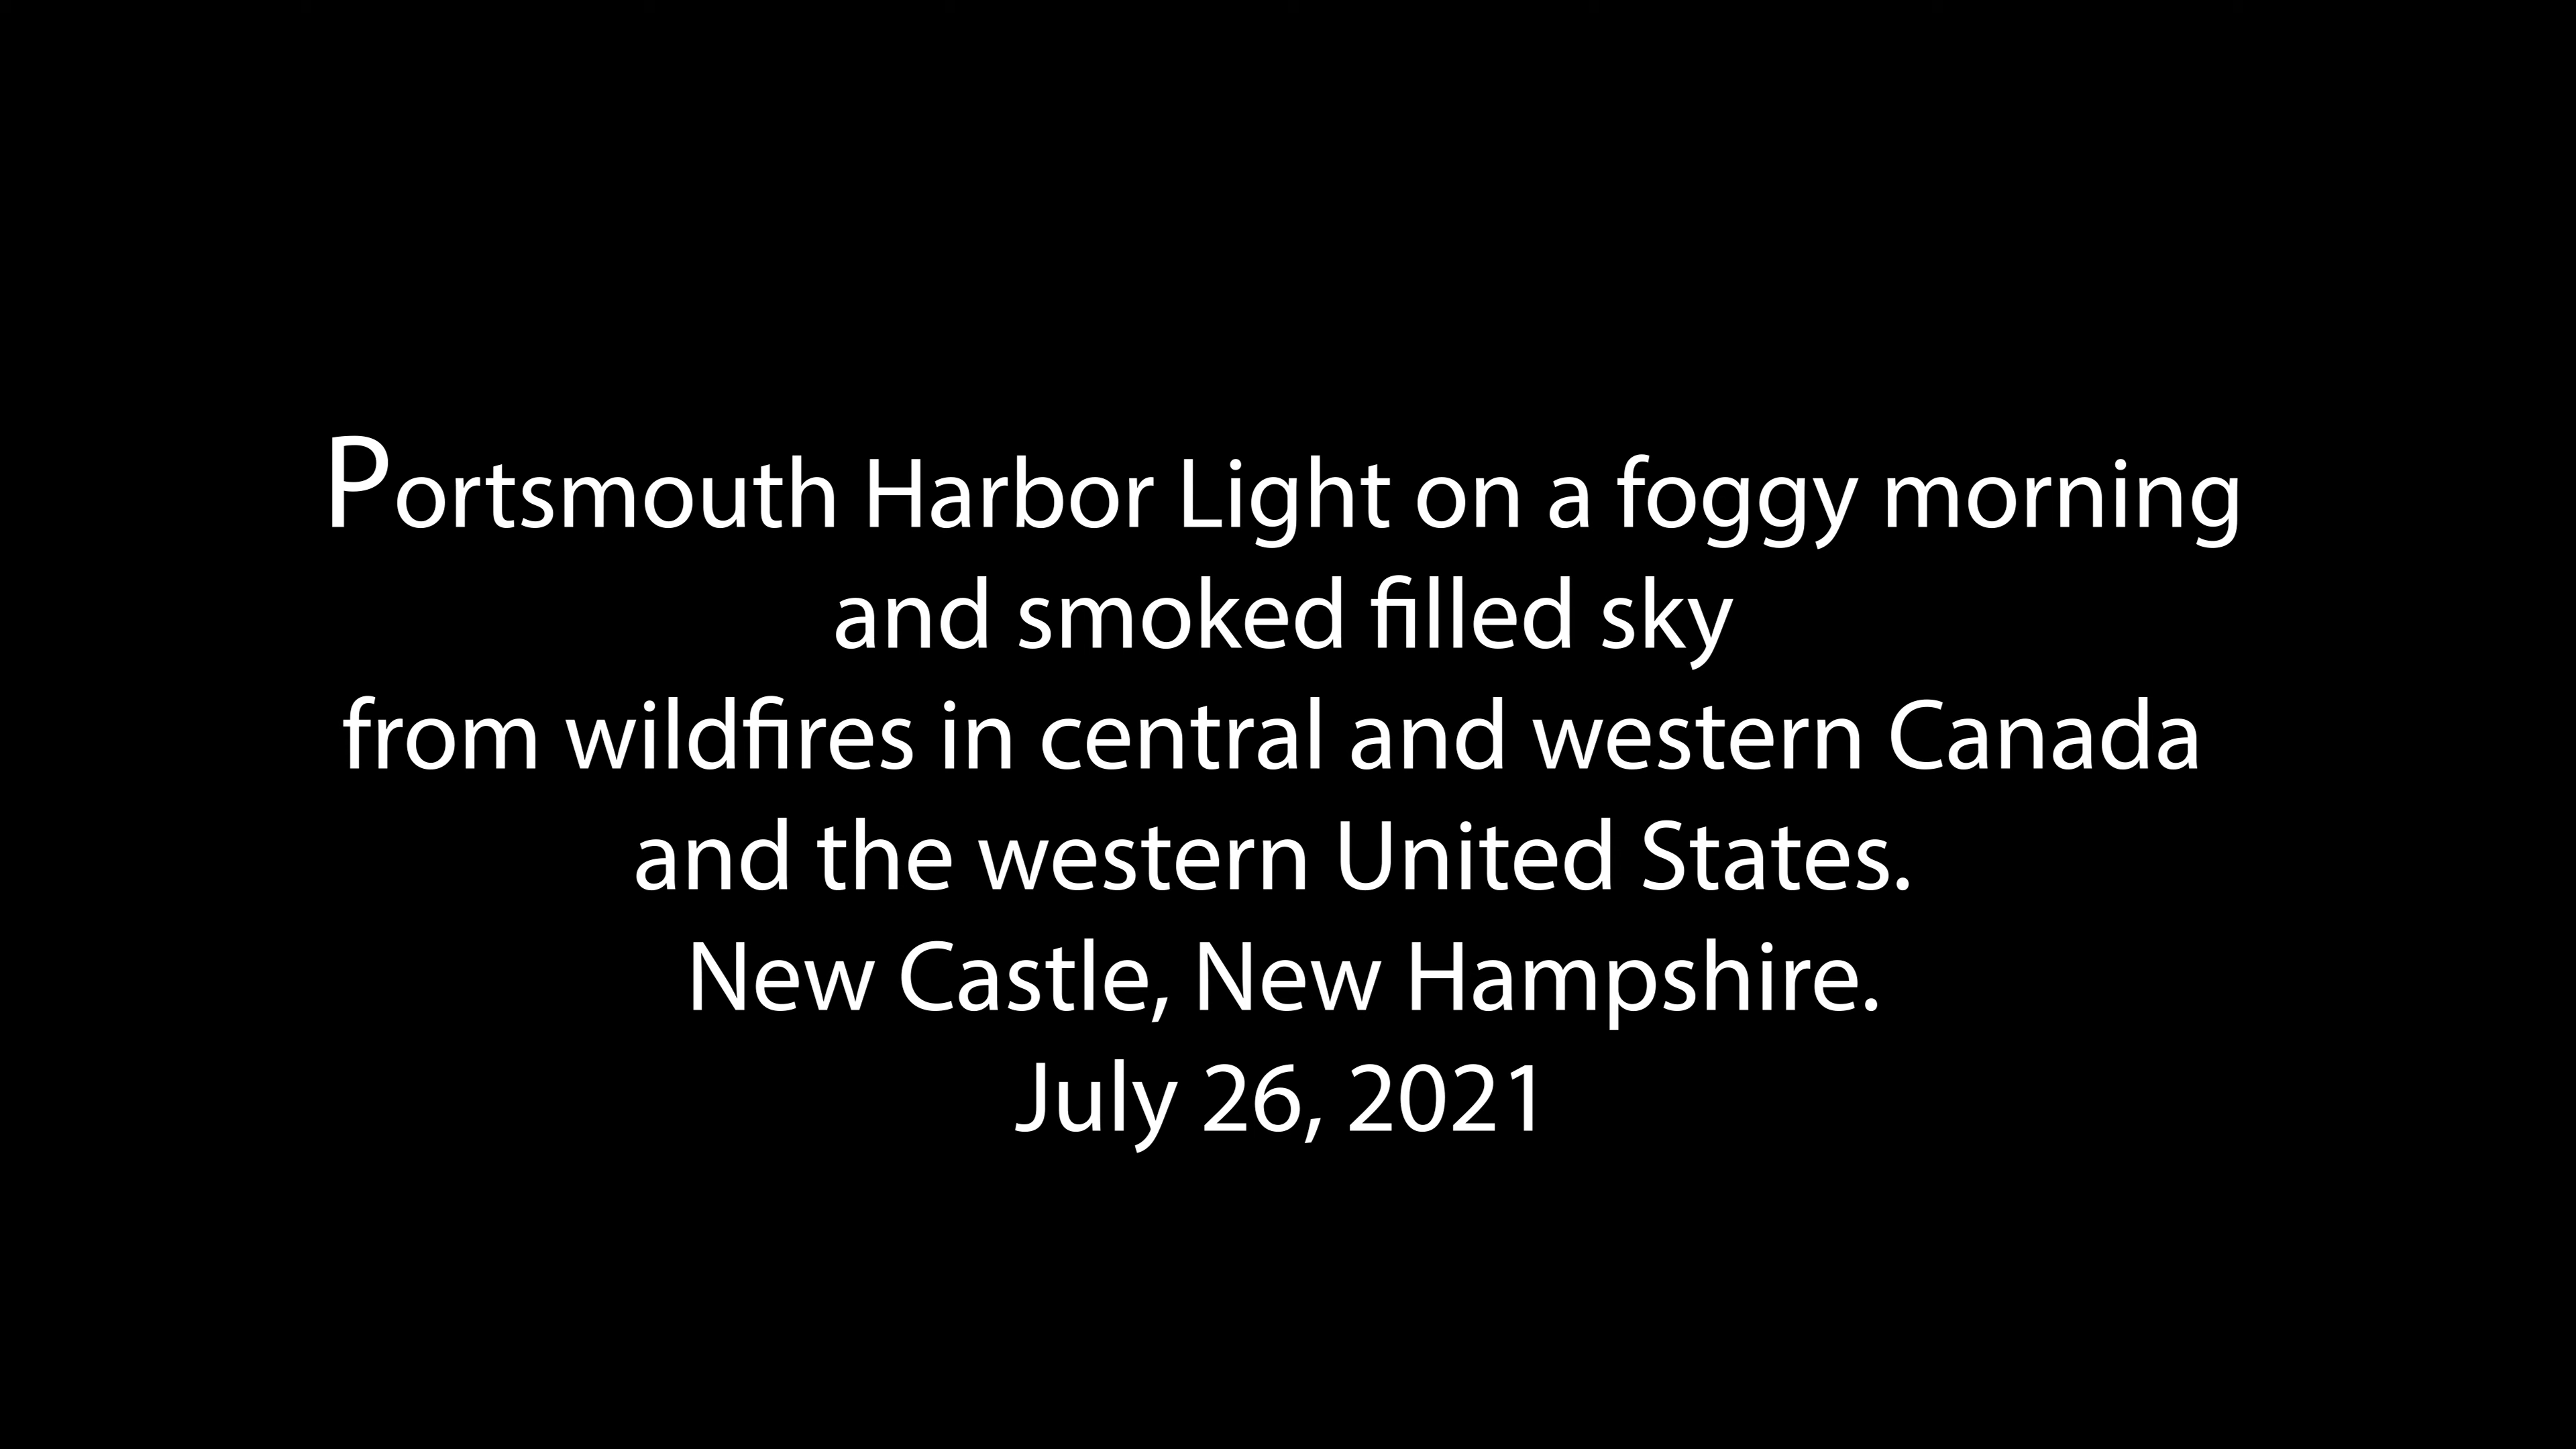 Portsmouth Harbor Light on a foggy morning
and smoked filled sky
from wildfires in central and western Canada
and the western United States.
New Castle, New Hampshire.
July 26, 2021